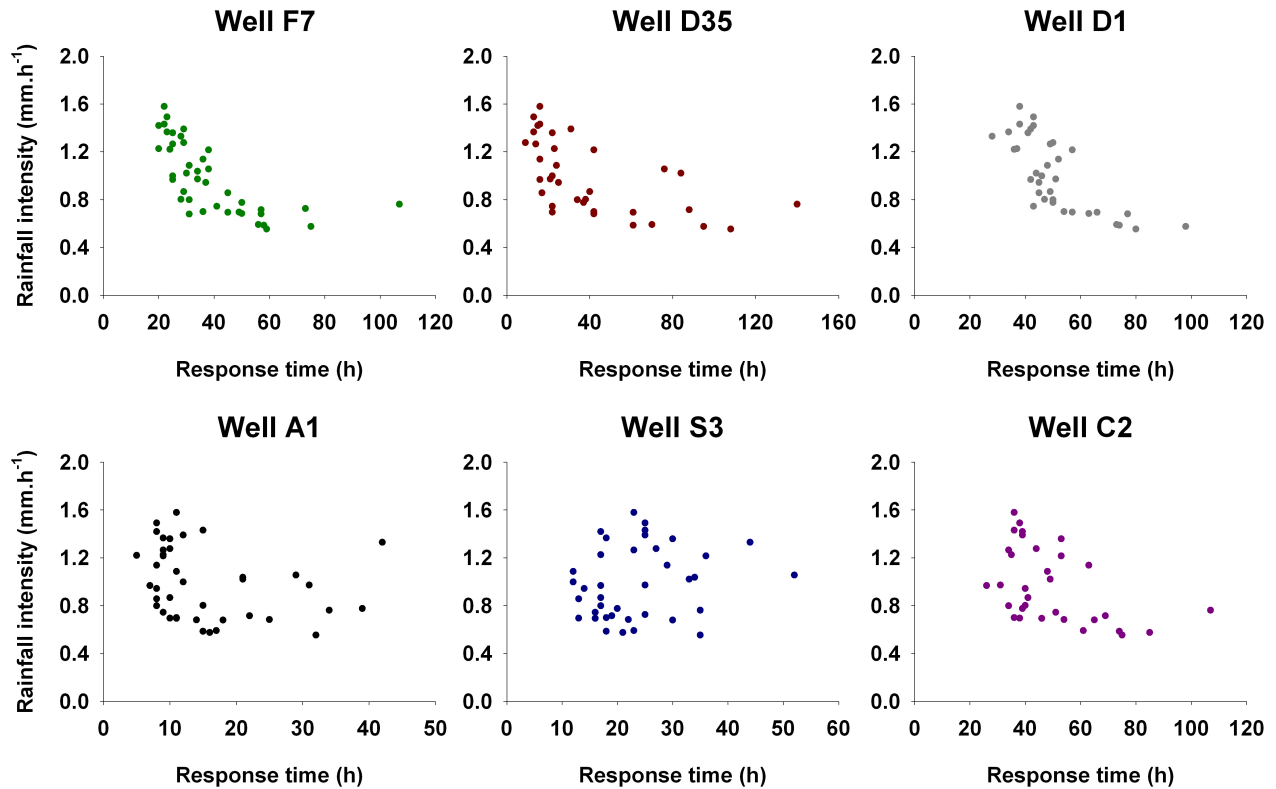 Well F7
Well D35
Well D1
Rainfall intensity (mm.h-1)
2.0
1.6
1.2
0.8
0.4
0.0
0 20 40 60 80 100 120
Response time (h)
2.0
1.6
1.2
0.8
0.4
0.0
0 40 80 120 160
Response time (h)
2.0
1.6
1.2
0.8
0.4
0.0
0 20 40 60 80 100 120
Response time (h)
Well A1
Well S3
Well C2
Rainfall intensity (mm.h-1)
2.0
1.6
1.2
0.8
0.4
0.0
0 10 20 30 40 50
Response time (h)
2.0
1.6
1.2
0.8
0.4
0.0
0 10 20 30 40 50 60
Response time (h)
2.0
1.6
1.2
0.8
0.4
0.0
0 20 40 60 80 100 120
Response time (h)